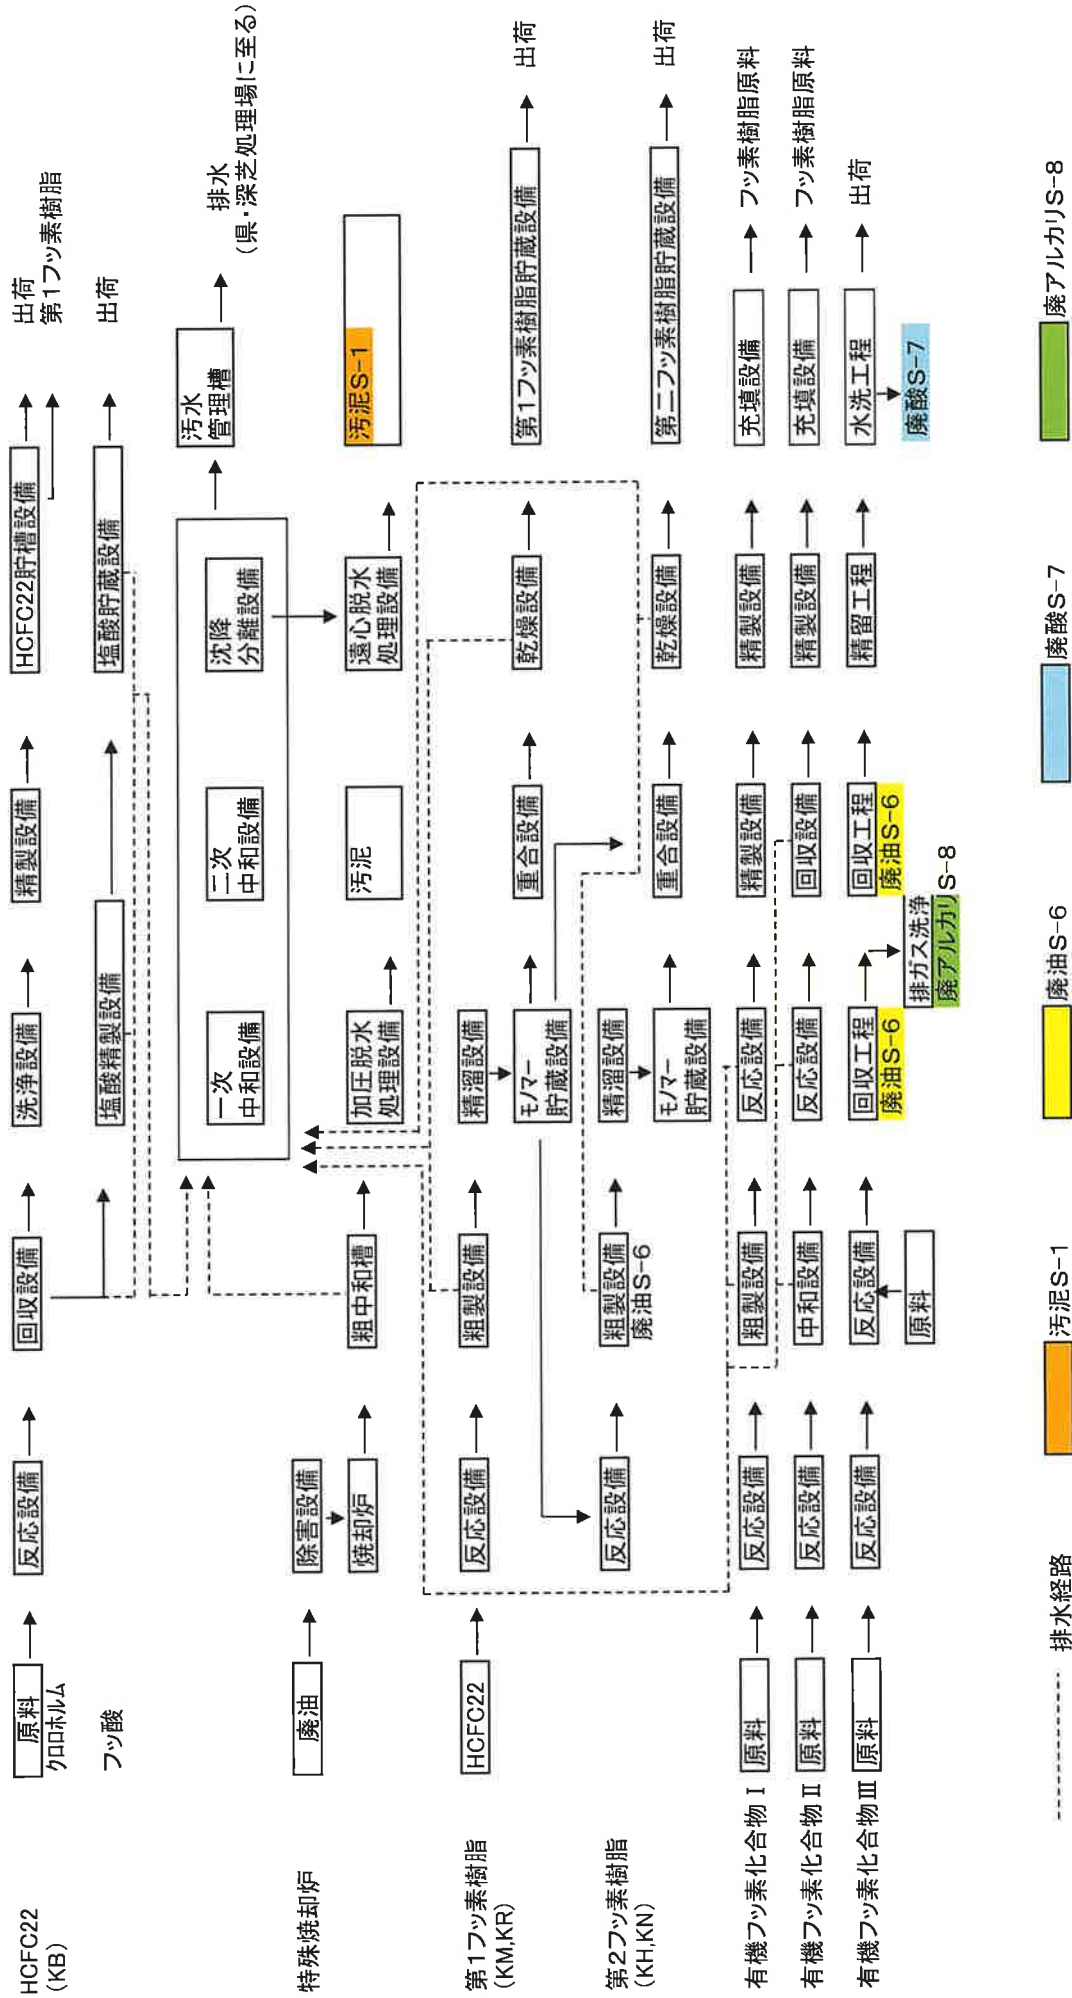 HCFC22
(KB)
原料
クロロホルム
フッ酸
反応設備
回収設備
洗浄設備
精製設備
HCFC22貯槽設備
出荷
第1フッ素樹脂
塩酸精製設備
塩酸貯蔵設備
出荷
一次
中和設備
二次
中和設備
沈降
分離設備
汚水
管理槽
排水
(県・深芝処理場に至る)
特殊焼却炉
廃油
除害設備
焼却炉
粗中和槽
加圧脱水
処理設備
汚泥
遠心脱水
処理設備
汚泥S-1
第1フッ素樹脂
(KM,KR)
HCFC22
反応設備
粗製設備
精溜設備
モノマー
貯蔵設備
重合設備
乾燥設備
第1フッ素樹脂貯蔵設備
出荷
第2フッ素樹脂
(KH,KN)
反応設備
粗製設備
廃油S-6
精溜設備
モノマー
貯蔵設備
重合設備
乾燥設備
第二フッ素樹脂貯蔵設備
出荷
有機フッ素化合物Ⅰ
原料
反応設備
粗製設備
反応設備
精製設備
精製設備
充填設備
フッ素樹脂原料
有機フッ素化合物Ⅱ
原料
反応設備
中和設備
反応設備
回収設備
精製設備
充填設備
フッ素樹脂原料
有機フッ素化合物Ⅲ
原料
反応設備
反応設備
原料
回収工程
廃油S-6
排ガス洗浄
廃アルカリS-8
回収工程
廃油S-6
精留工程
水洗工程
廃酸S-7
出荷
排水経路
汚泥S-1
廃油S-6
廃酸S-7
廃アルカリS-8